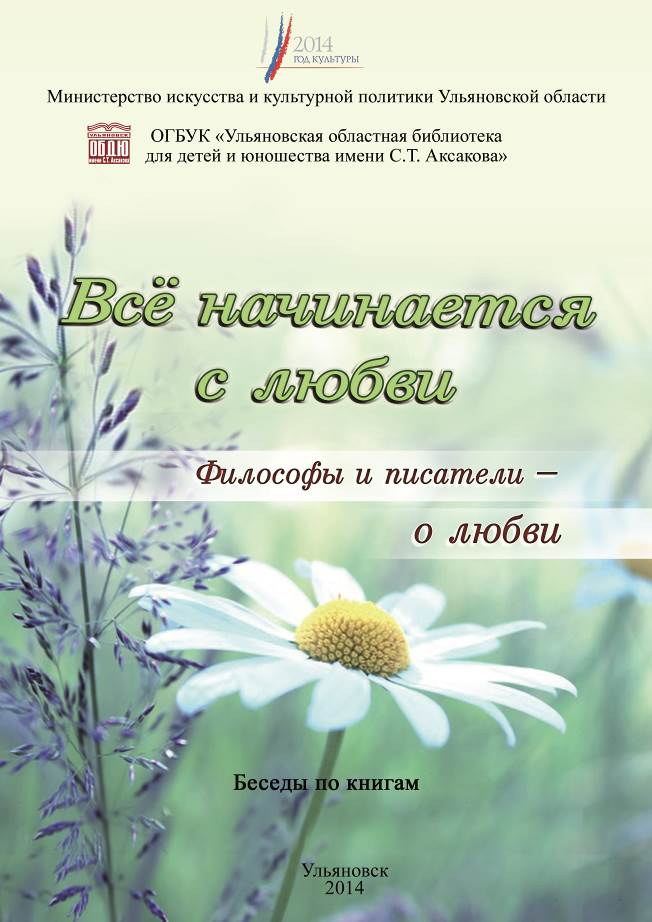 2014
ГОД КУЛЬТУРЫ
Министерство искусства и культурной политики Ульяновской области
УЛЬЯНОВСК
ОБДЮ
имени С.Т. Аксакова
ОГБУК «Ульяновская областная библиотека
для детей и юношества имени С.Т. Аксакова»
Всё начинается
с любви
Философы и писатели –
о любви
Беседы по книгам
Ульяновск
2014